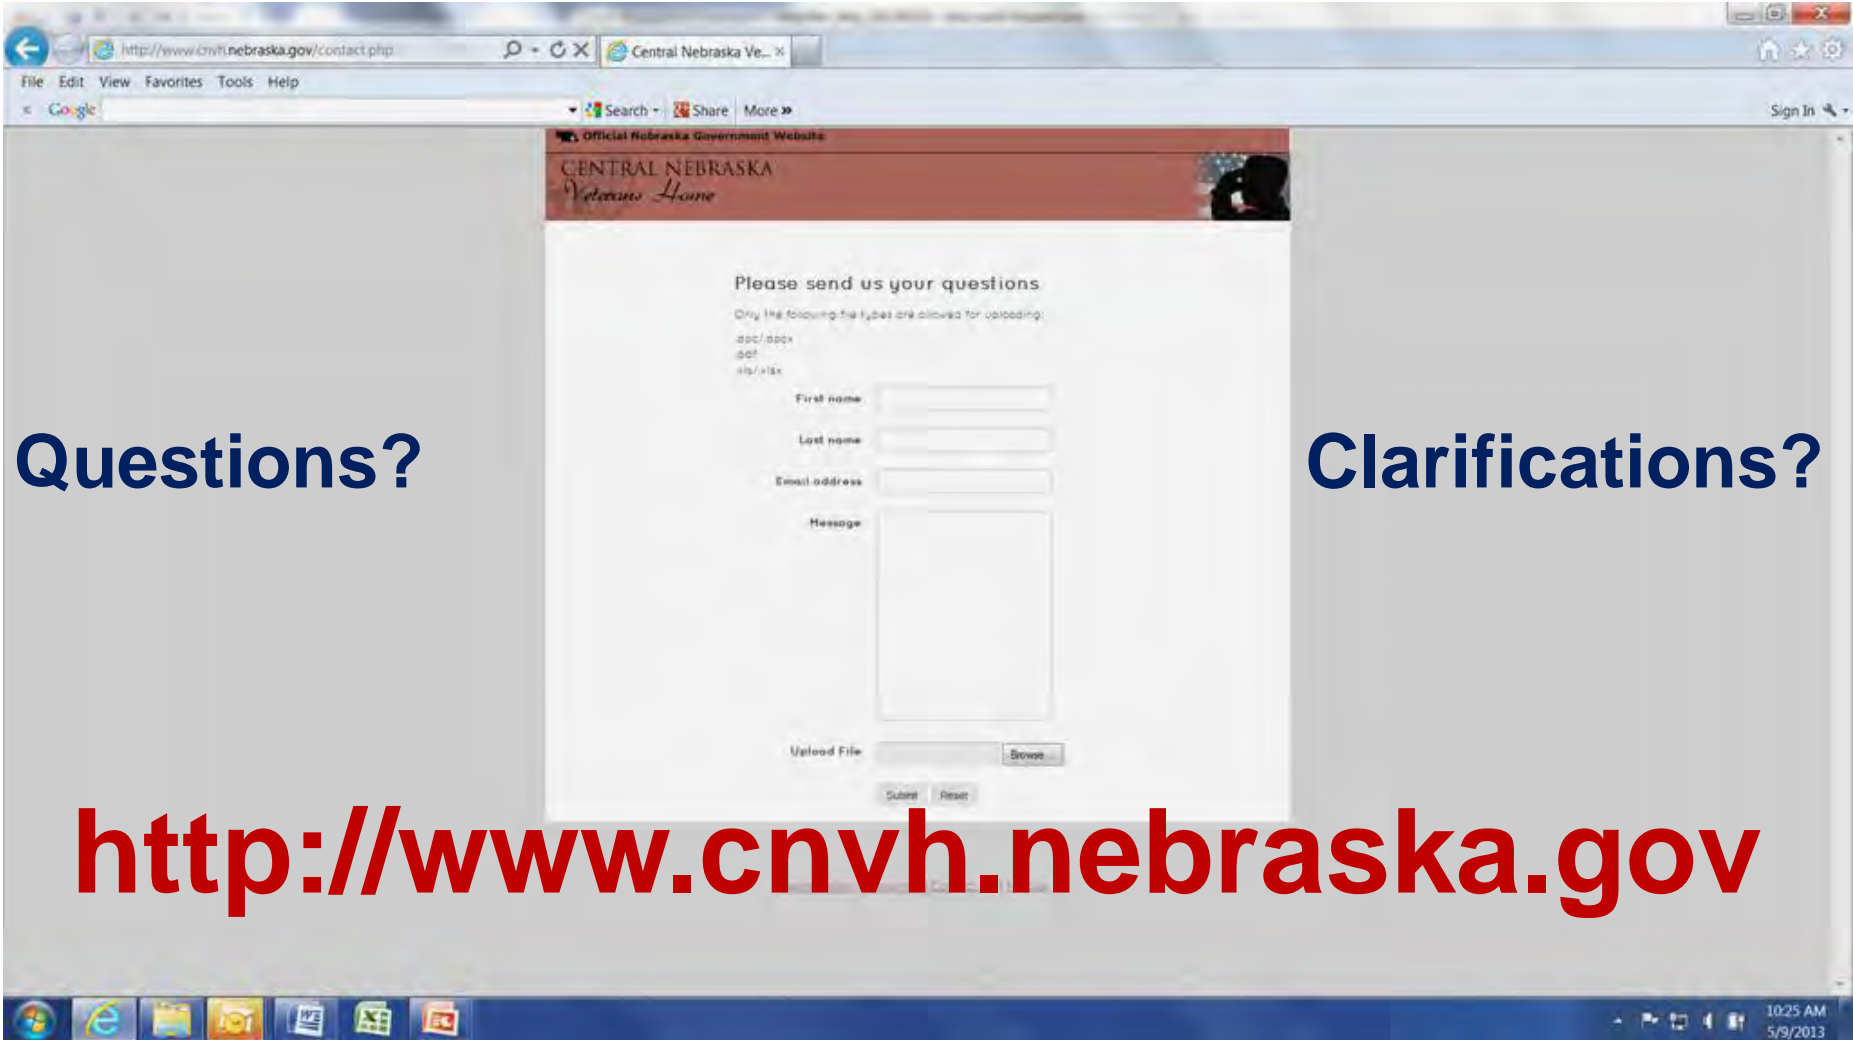 http://www.cnvh.nebraska.gov/contact.php
Central Nebraska Ve... ×
File Edit View Favorites Tools Help
× Google
Search
Share
More »
Sign In
Official Nebraska Government Website
CENTRAL NEBRASKA
Veterans Home
Please send us your questions
Only the following file types are allowed for uploading:
.doc/.docx
.pdf
.xls/.xlsx
First name
Last name
Email address
Message
Questions?
Clarifications?
Upload File
Browse...
Submit Reset
http://www.cnvh.nebraska.gov
10:25 AM
5/9/2013